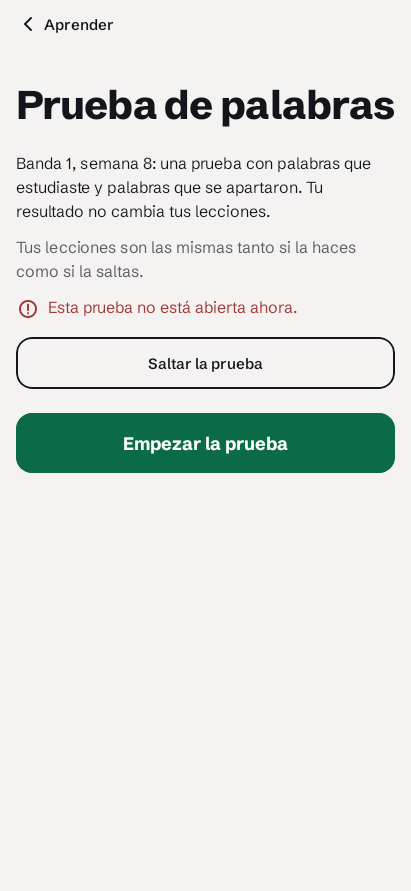 Aprender
Prueba de palabras
Banda 1, semana 8: una prueba con palabras que
estudiaste y palabras que se apartaron. Tu
resultado no cambia tus lecciones.
Tus lecciones son las mismas tanto si la haces
como si la saltas.
Esta prueba no está abierta ahora.
Saltar la prueba
Empezar la prueba